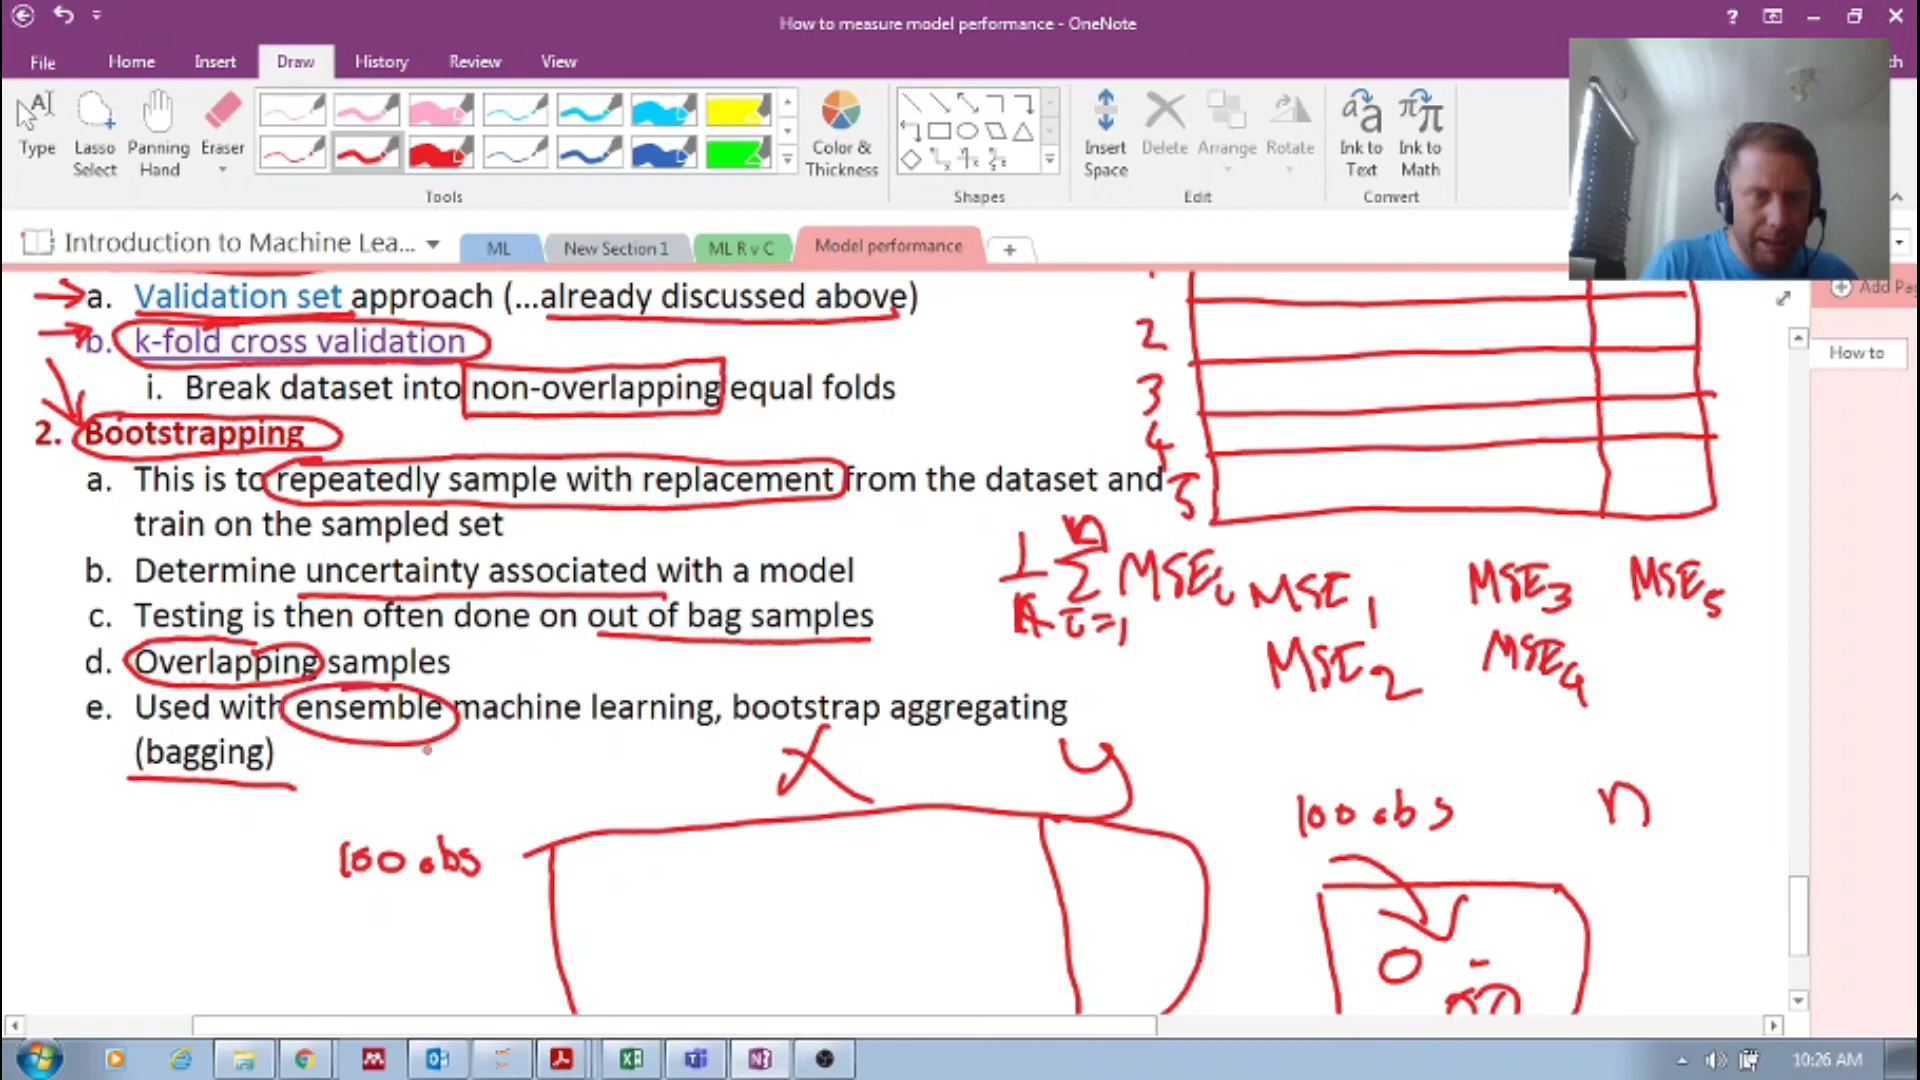 How to measure model performance - OneNote
File Home Insert Draw History Review View
Type Lasso Select Panning Hand Eraser Color & Thickness Insert Space Delete Arrange Rotate Ink to Text Ink to Math
Tools Shapes Edit Convert
Introduction to Machine Lea... ML New Section 1 ML R v C Model performance +
Add Pag
How to
a. Validation set approach (...already discussed above)
b. k-fold cross validation
i. Break dataset into non-overlapping equal folds
2. Bootstrapping
a. This is to repeatedly sample with replacement from the dataset and
train on the sampled set
b. Determine uncertainty associated with a model
c. Testing is then often done on out of bag samples
d. Overlapping samples
e. Used with ensemble machine learning, bootstrap aggregating
(bagging)
2
3
4
5
1/k Σ i=1 MSEi MSE1 MSE3 MSE5
MSE2 MSE4
X y
100 obs
100 obs n
10:26 AM